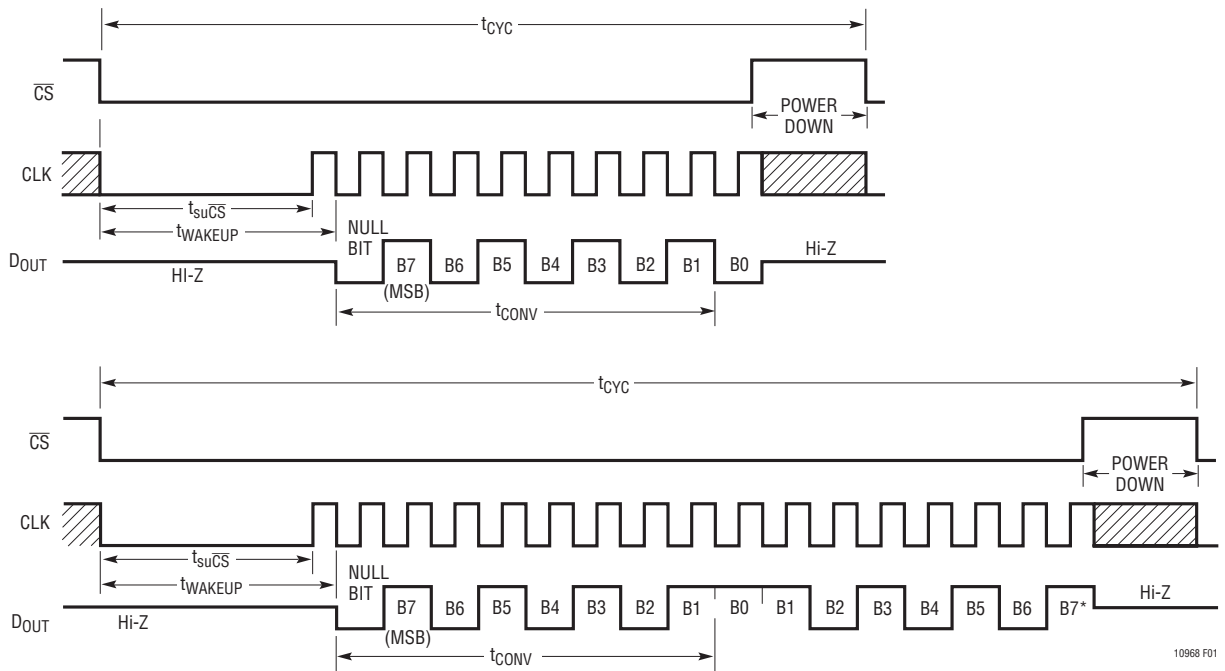 tCYC
CS
POWER
DOWN
CLK
tsuCS
tWAKEUP
NULL
BIT
DOUT
HI-Z
B7
B6
B5
B4
B3
B2
B1
B0
Hi-Z
(MSB)
tCONV
tCYC
CS
POWER
DOWN
CLK
tsuCS
tWAKEUP
NULL
BIT
DOUT
Hi-Z
B7
B6
B5
B4
B3
B2
B1
B0
B1
B2
B3
B4
B5
B6
B7*
Hi-Z
(MSB)
tCONV
10968 F01